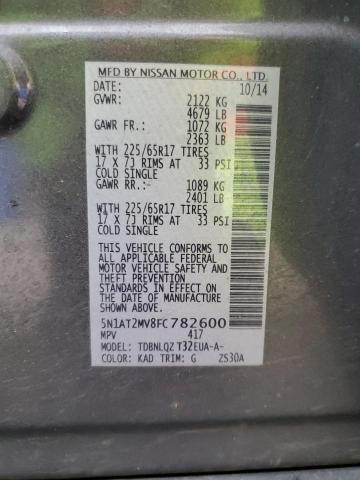 MFD BY NISSAN MOTOR CO., LTD.
DATE: 10/14
GVWR: 2122 KG
4679 LB
GAWR FR.: 1072 KG
2363 LB
WITH 225/65R17 TIRES
17 X 7J RIMS AT 33 PSI
COLD SINGLE
GAWR RR.:- 1089 KG
2401 LB
WITH 225/65R17 TIRES
17 X 7J RIMS AT 33 PSI
COLD SINGLE
THIS VEHICLE CONFORMS TO
ALL APPLICABLE FEDERAL
MOTOR VEHICLE SAFETY, BUMPER
AND THEFT PREVENTION
STANDARDS IN EFFECT ON
THE DATE OF MANUFACTURE
SHOWN ABOVE.
5N1AT2MV8FC782600
MPV 417
MODEL: TDBNLQZ T32EUA-A-
COLOR: KAD TRIM: G ZS30A